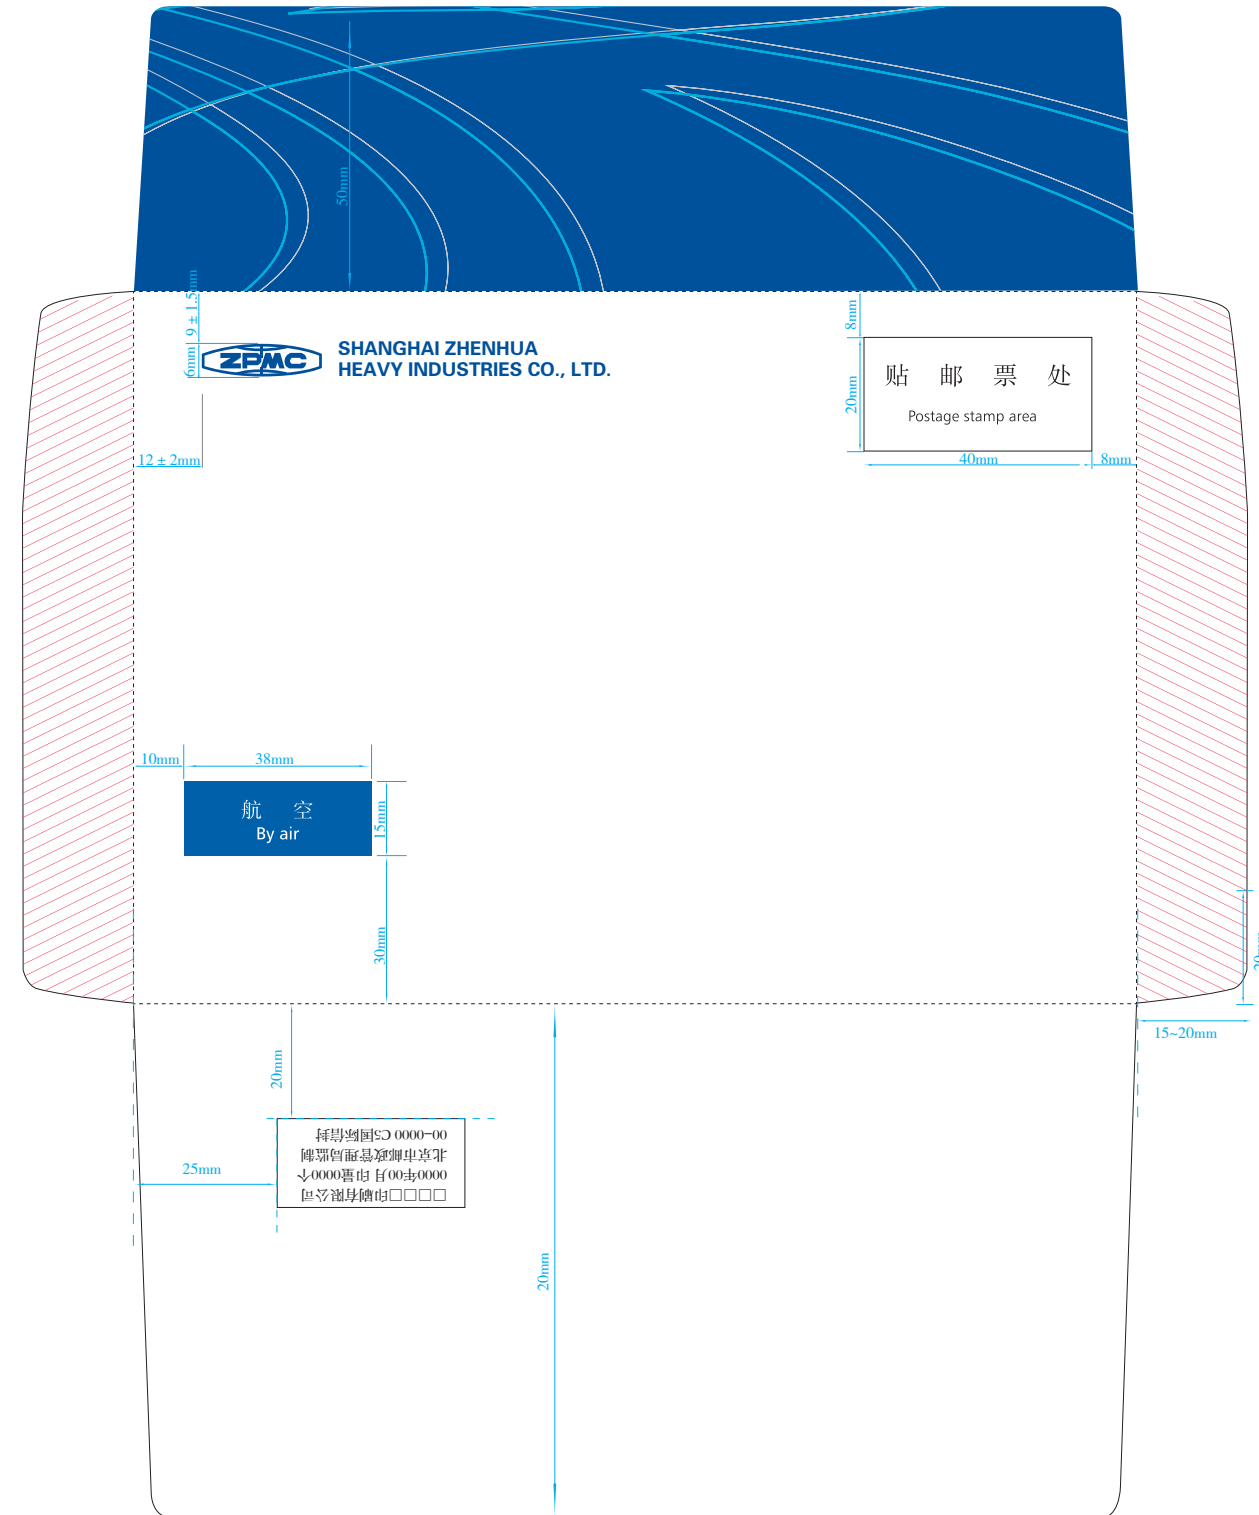 50mm
9 ± 1.5mm
6mm
ZPMC
SHANGHAI ZHENHUA
HEAVY INDUSTRIES CO., LTD.
12 ± 2mm
8mm
20mm
贴 邮 票 处
Postage stamp area
40mm
8mm
10mm
38mm
航 空
By air
15mm
30mm
20mm
15~20mm
20mm
25mm
00-0000 C5国际信封
北京市邮政管理局监制
0000年00月 印量0000个
□□□□印刷有限公司
20mm